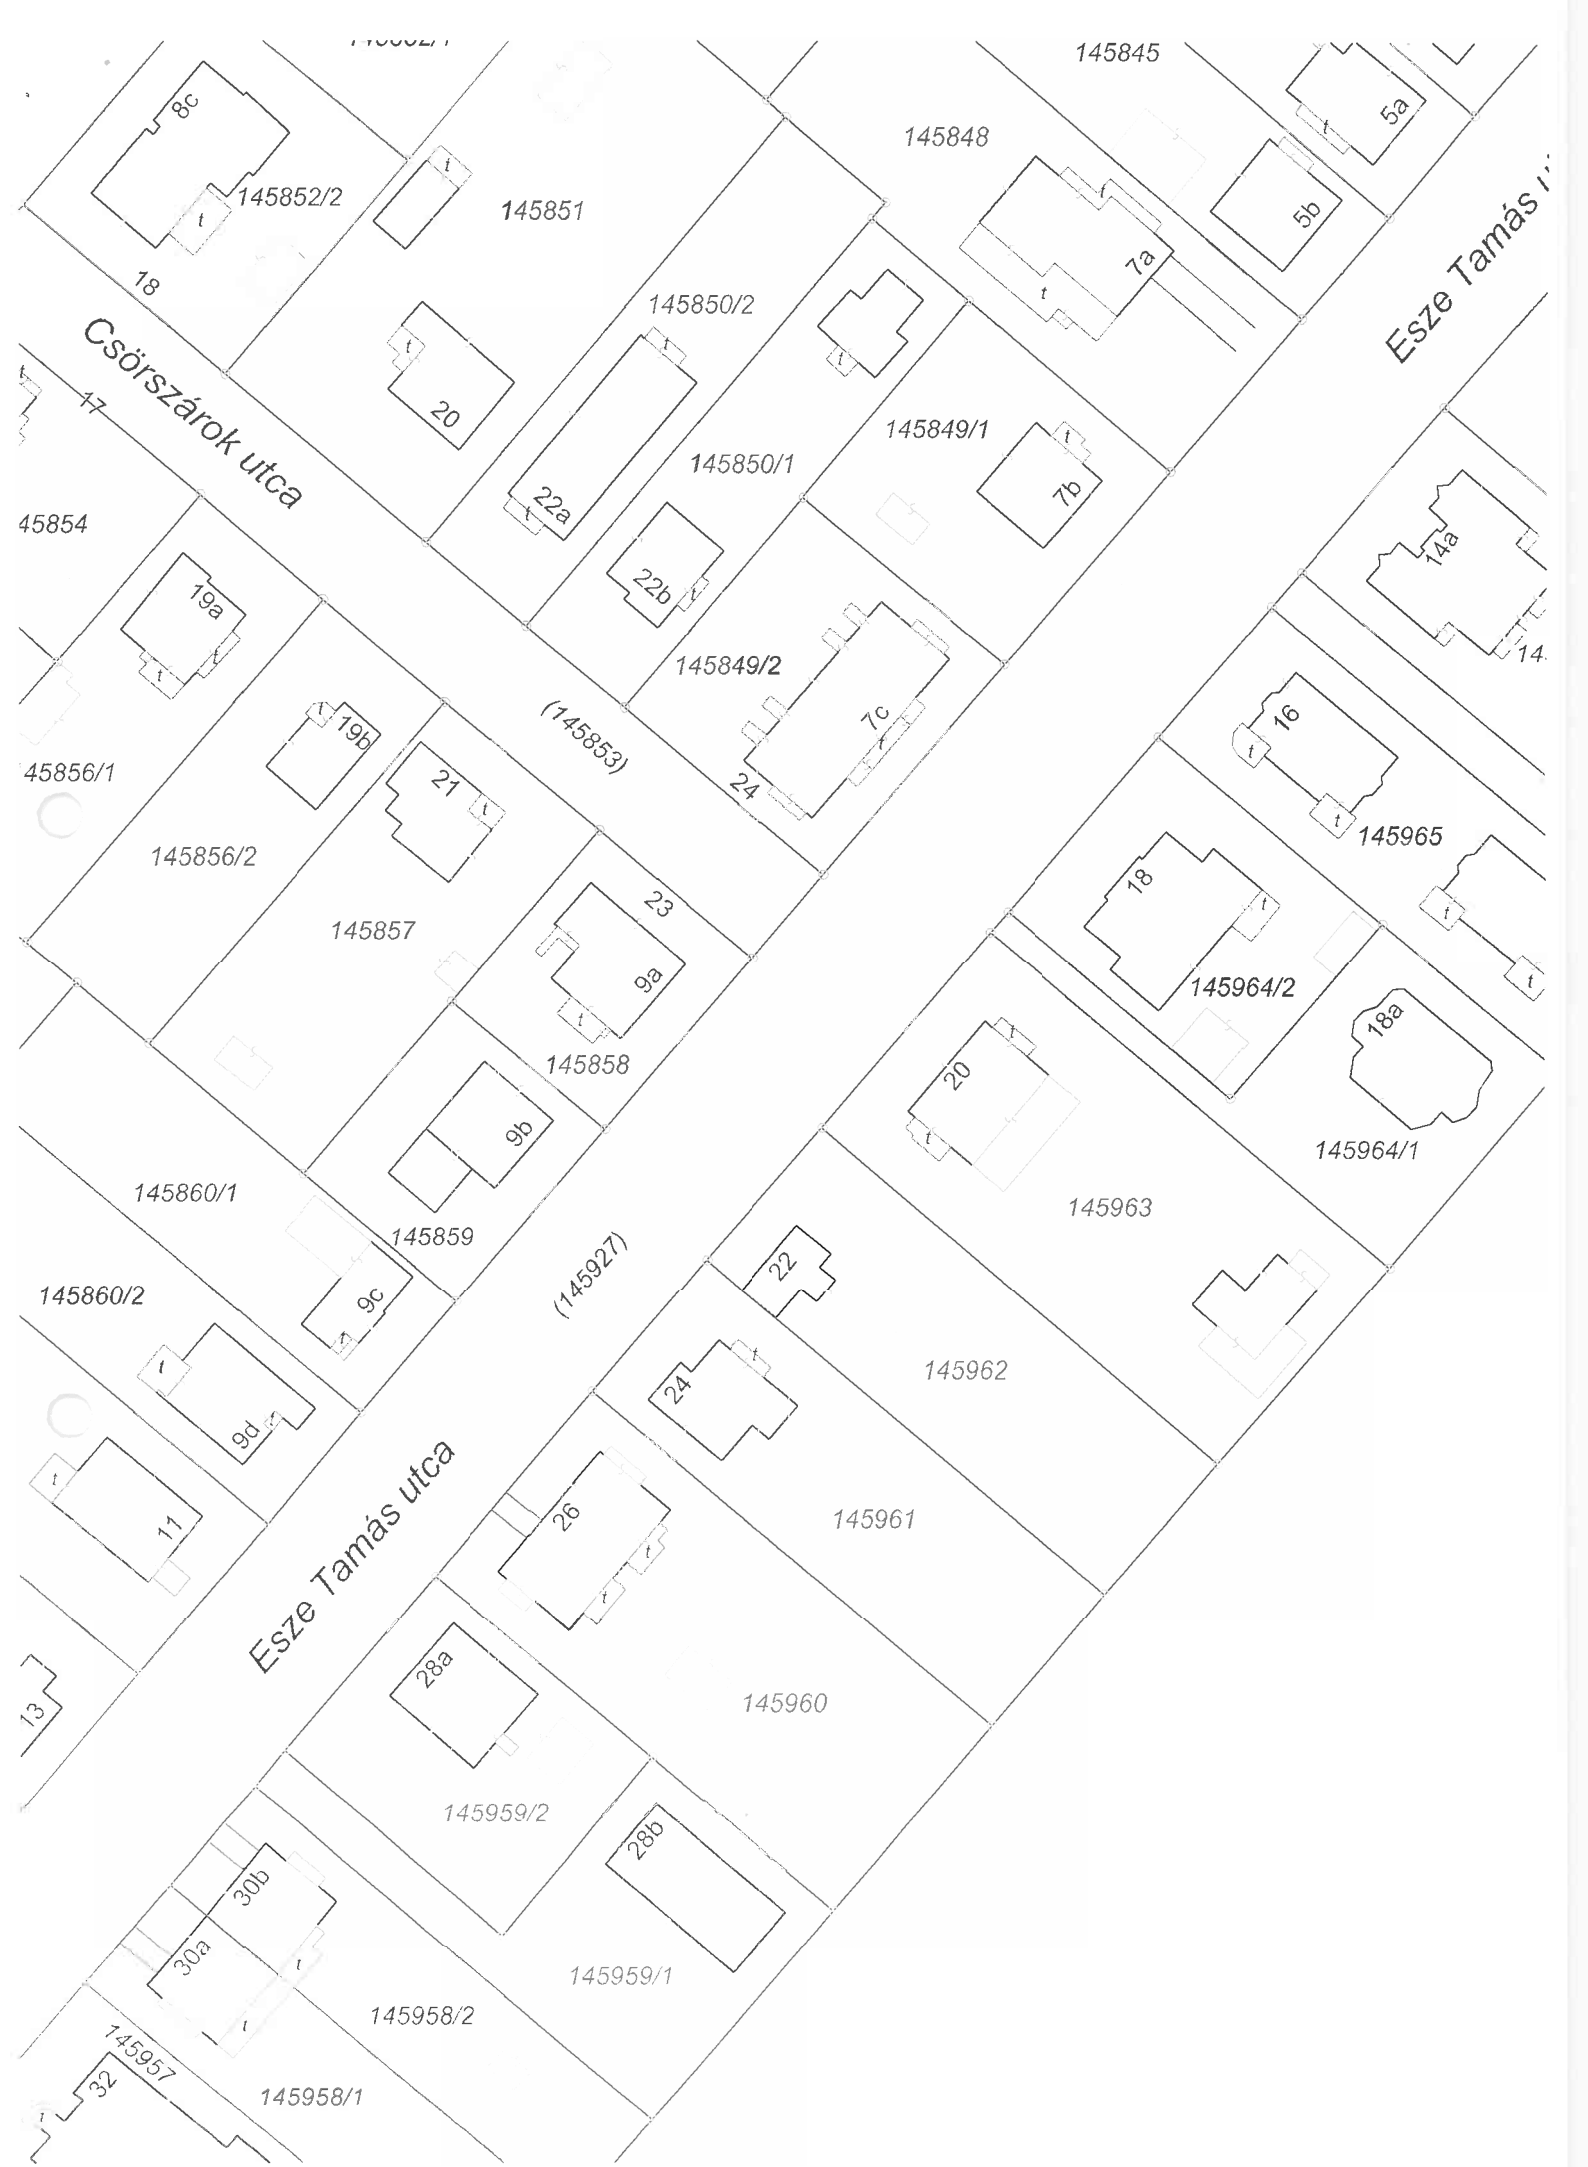 145845
5a
8c
145848
t
t
145852/2
t
145851
t
5b
7a
Esze Tamás
18
t
145850/2
Csörszárok utca
t
t
t
t
17
20
145849/1
t
145850/1
7b
22a
t
45854
14a
19a
22b
t
t
t
145849/2
14
t
19b
(145853)
7c
16
t
45856/1
21
t
24
t
145965
145856/2
18
23
t
t
145857
9a
t
145964/2
t
18a
t
145858
20
t
9b
t
145964/1
145860/1
145963
145859
(145927)
22
145860/2
9c
t
t
24
145962
9d
t
Esze Tamás utca
26
145961
11
t
t
28a
145960
13
145959/2
28b
30b
30a
t
145959/1
145958/2
t
145957
32
t
145958/1